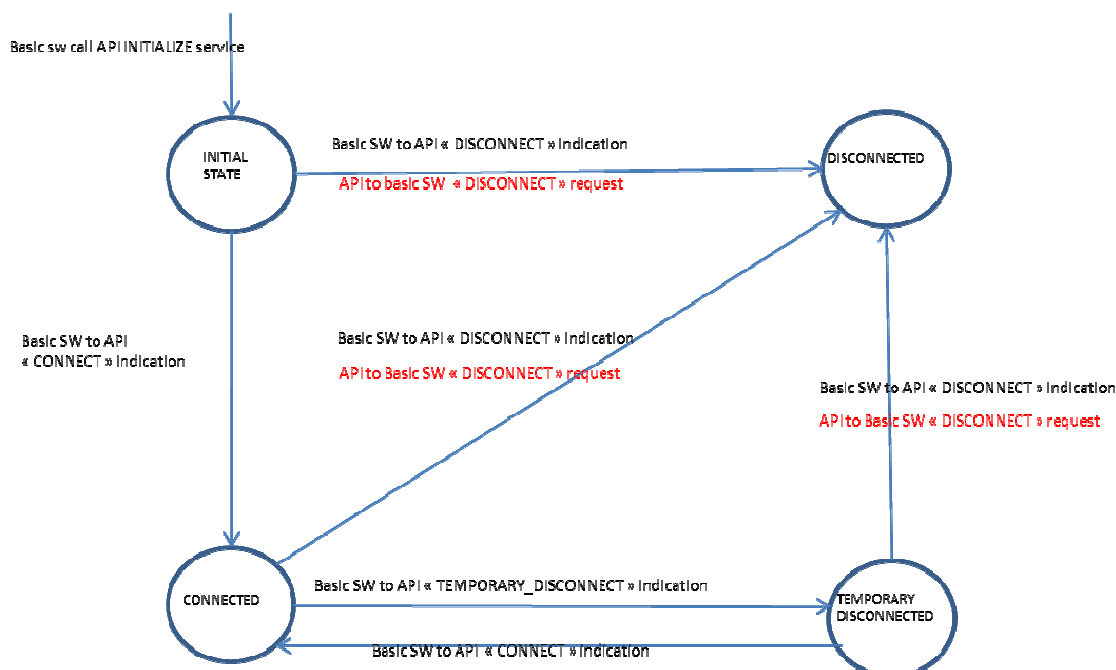 Basic sw call API INITIALIZE service
INITIAL
STATE
Basic SW to API « DISCONNECT » indication
API to basic SW « DISCONNECT » request
DISCONNECTED
Basic SW to API
« CONNECT » indication
Basic SW to API « DISCONNECT » indication
API to Basic SW « DISCONNECT » request
Basic SW to API « DISCONNECT » indication
API to Basic SW « DISCONNECT » request
CONNECTED
Basic SW to API « TEMPORARY_DISCONNECT » indication
TEMPORARY
DISCONNECTED
Basic SW to API « CONNECT » indication